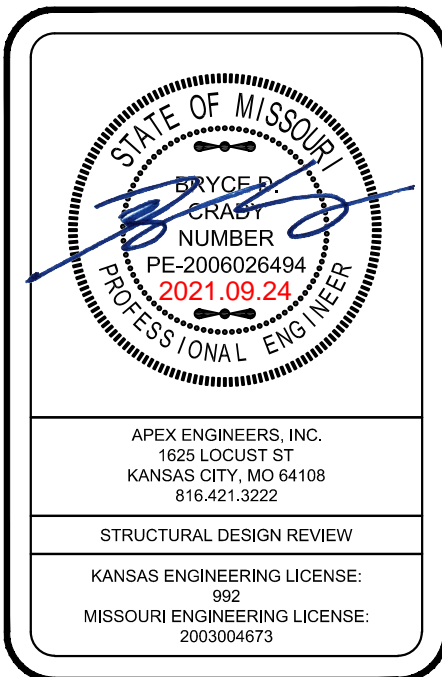 STATE OF MISSOURI
BRYCE D.
GRADY
NUMBER
PE-2006026494
2021.09.24
PROFESSIONAL ENGINEER
APEX ENGINEERS, INC.
1625 LOCUST ST
KANSAS CITY, MO 64108
816.421.3222
STRUCTURAL DESIGN REVIEW
KANSAS ENGINEERING LICENSE:
992
MISSOURI ENGINEERING LICENSE:
2003004673